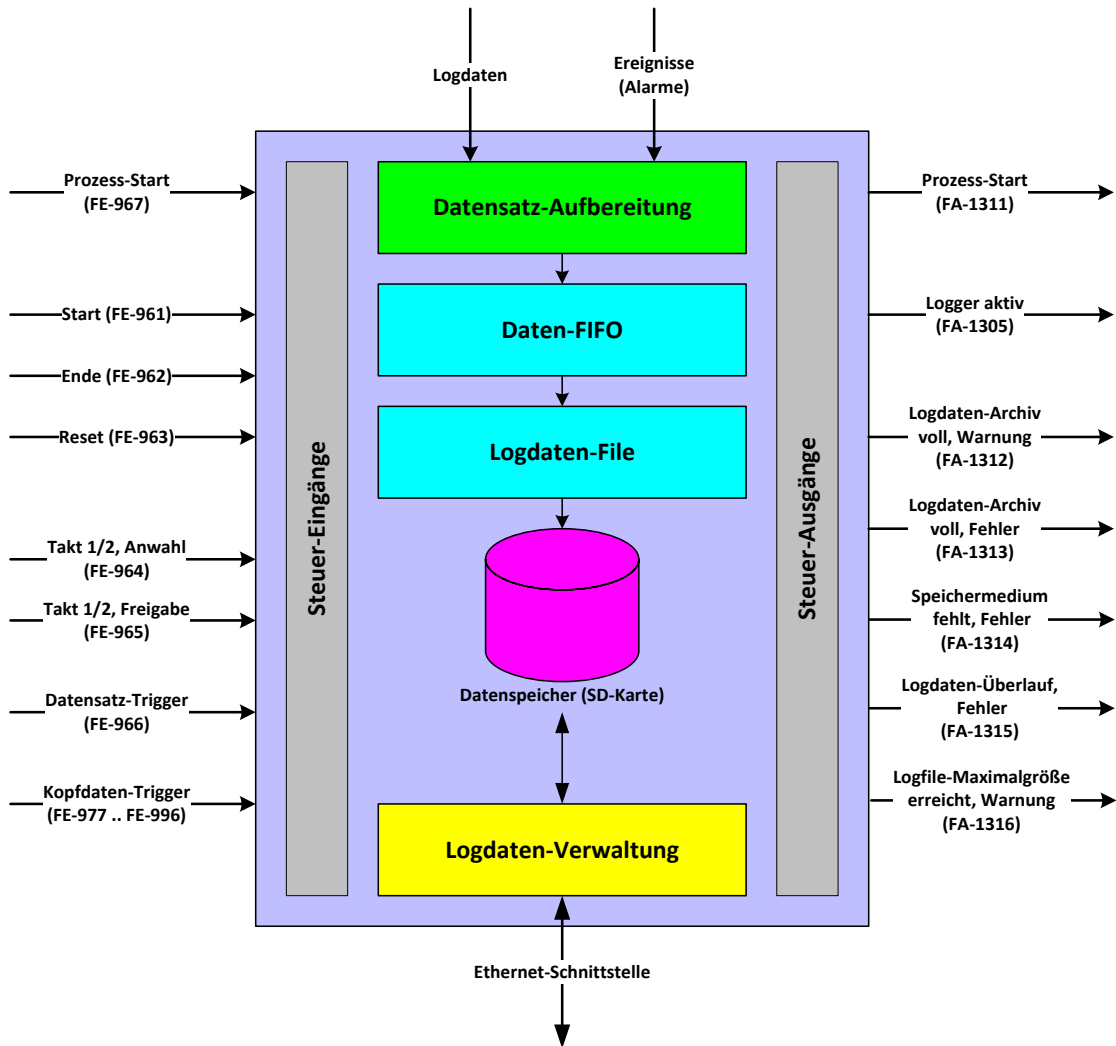 Logdaten
Ereignisse
(Alarme)
Prozess-Start
(FE-967)
Start (FE-961)
Ende (FE-962)
Reset (FE-963)
Takt 1/2, Anwahl
(FE-964)
Takt 1/2, Freigabe
(FE-965)
Datensatz-Trigger
(FE-966)
Kopfdaten-Trigger
(FE-977 .. FE-996)
Steuer-Eingänge
Datensatz-Aufbereitung
Daten-FIFO
Logdaten-File
Datenspeicher (SD-Karte)
Logdaten-Verwaltung
Steuer-Ausgänge
Prozess-Start
(FA-1311)
Logger aktiv
(FA-1305)
Logdaten-Archiv
voll, Warnung
(FA-1312)
Logdaten-Archiv
voll, Fehler
(FA-1313)
Speichermedium
fehlt, Fehler
(FA-1314)
Logdaten-Überlauf,
Fehler
(FA-1315)
Logfile-Maximalgröße
erreicht, Warnung
(FA-1316)
Ethernet-Schnittstelle